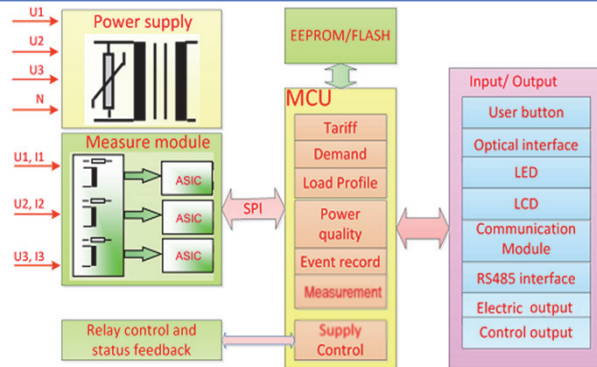 U1
U2
U3
N
Power supply
EEPROM/FLASH
Measure module
U1, I1
U2, I2
U3, I3
ASIC
ASIC
ASIC
SPI
MCU
Tariff
Demand
Load Profile
Power
quality
Event record
Measurement
Supply
Control
Relay control and
status feedback
Input/ Output
User button
Optical interface
LED
LCD
Communication
Module
RS485 interface
Electric output
Control output